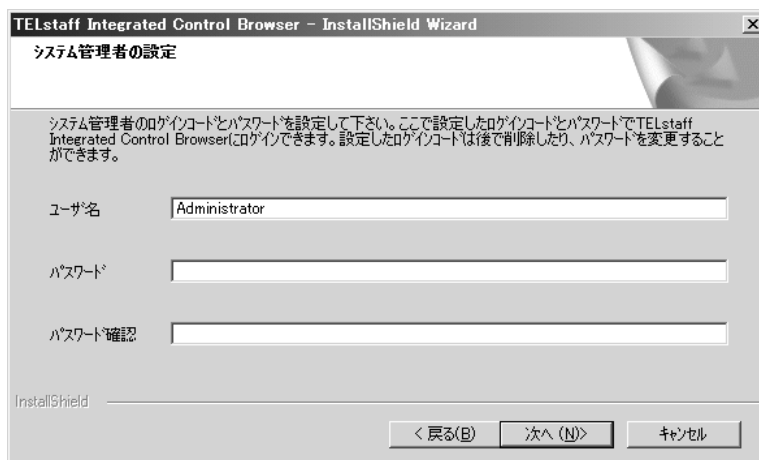 TELstaff Integrated Control Browser - InstallShield Wizard
システム管理者の設定
システム管理者のログインコードとパスワードを設定して下さい。ここで設定したログインコードとパスワードでTELstaff
Integrated Control Browserにログインできます。設定したログインコードは後で削除したり、パスワードを変更すること
ができます。
ユーザ名
Administrator
パスワード
パスワード確認
InstallShield
< 戻る(B)
次へ (N)>
キャンセル